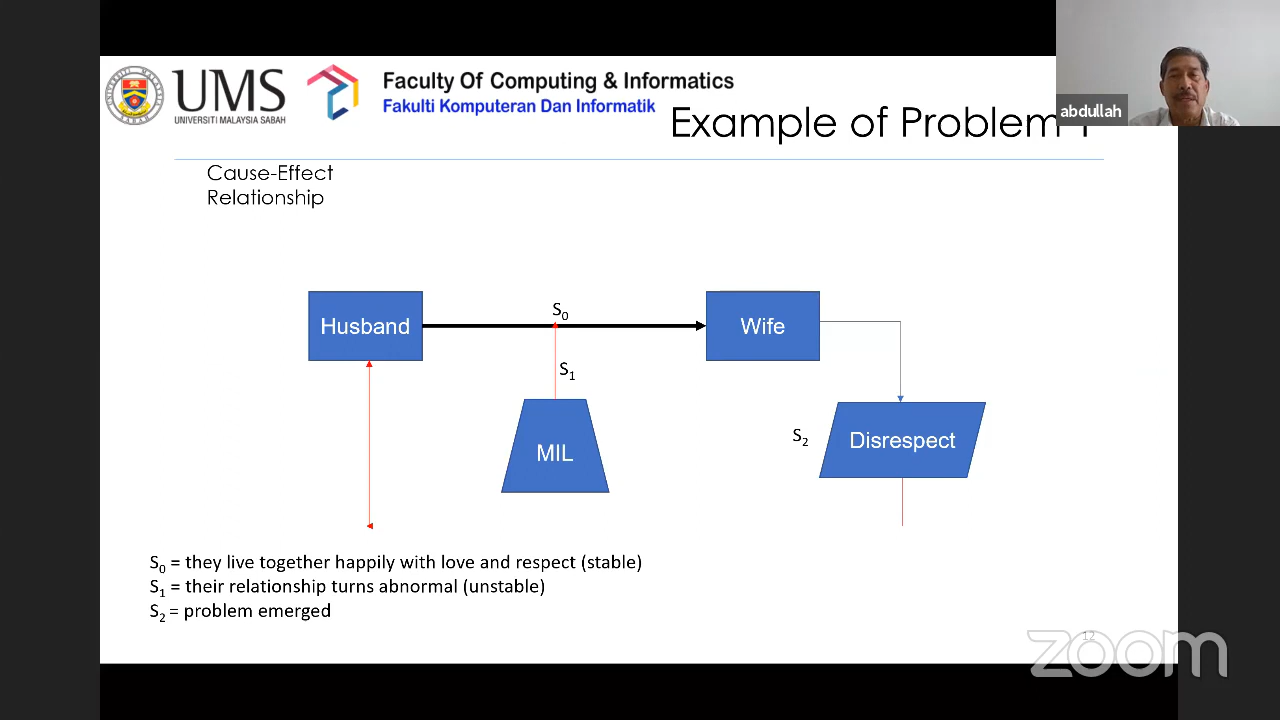 UMS
UNIVERSITI MALAYSIA SABAH
Faculty Of Computing & Informatics
Fakulti Komputeran Dan Informatik
abdullah
Example of Problem
Cause-Effect
Relationship
Husband
S0
Wife
S1
MIL
S2
Disrespect
S0 = they live together happily with love and respect (stable)
S1 = their relationship turns abnormal (unstable)
S2 = problem emerged
12
zoom